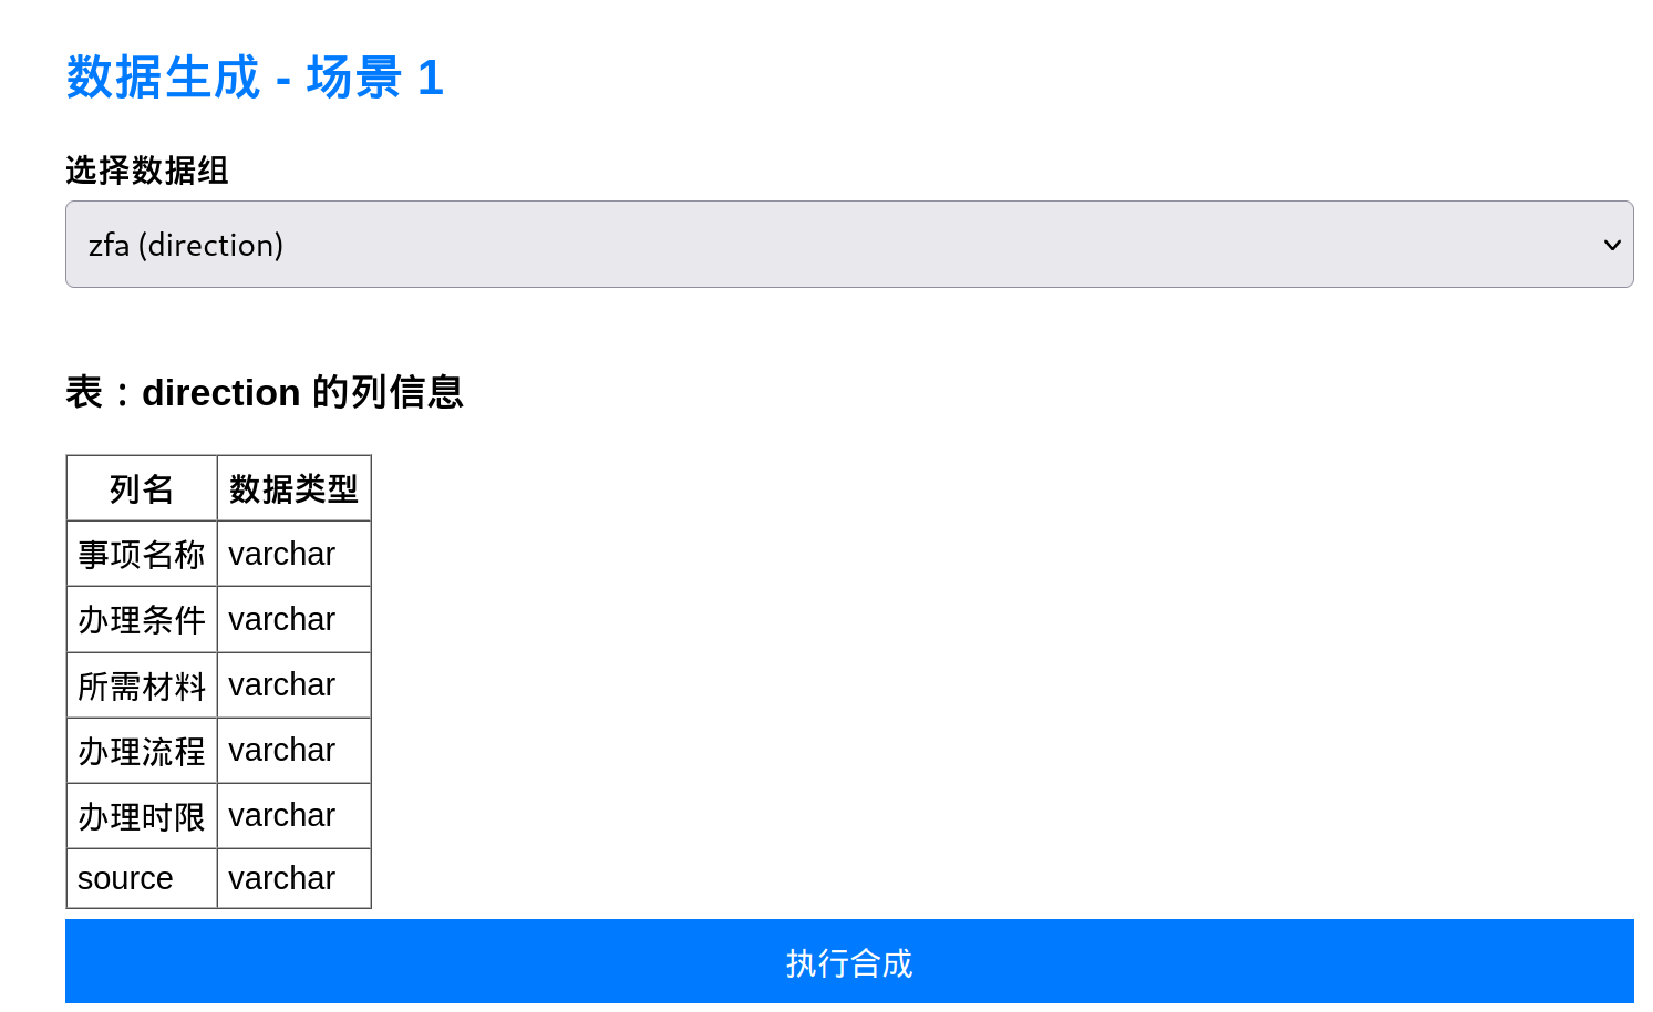 数据生成 - 场景 1
选择数据组
zfa (direction)
表：direction 的列信息
列名 数据类型
事项名称 varchar
办理条件 varchar
所需材料 varchar
办理流程 varchar
办理时限 varchar
source varchar
执行合成